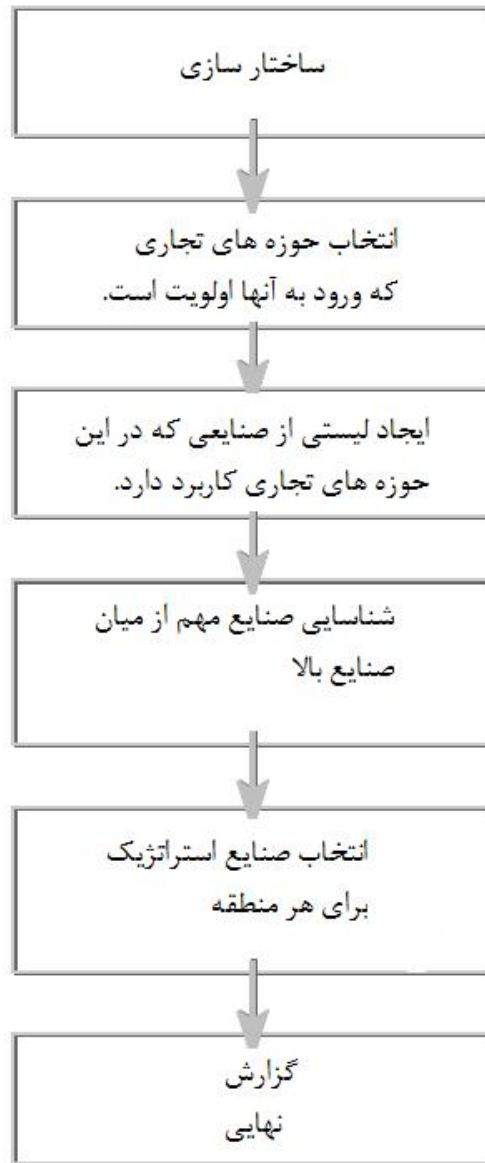 ساختار سازی
انتخاب حوزه های تجاری
که ورود به آنها اولویت است.
ایجاد لیستی از صنایعی که در این
حوزه های تجاری کاربرد دارد.
شناسایی صنایع مهم از میان
صنایع بالا
انتخاب صنایع استراتژیک
برای هر منطقه
گزارش
نهایی